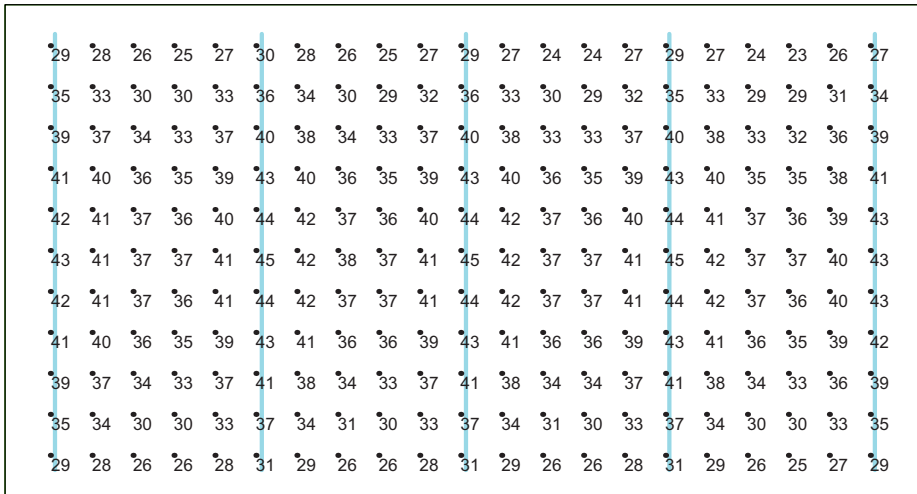 29 28 26 25 27 30 28 26 25 27 29 27 24 24 27 29 27 24 23 26 27
35 33 30 30 33 36 34 30 29 32 36 33 30 29 32 35 33 29 29 31 34
39 37 34 33 37 40 38 34 33 37 40 38 33 33 37 40 38 33 32 36 39
41 40 36 35 39 43 40 36 35 39 43 40 36 35 39 43 40 35 35 38 41
42 41 37 36 40 44 42 37 36 40 44 42 37 36 40 44 41 37 36 39 43
43 41 37 37 41 45 42 38 37 41 45 42 37 37 41 45 42 37 37 40 43
42 41 37 36 41 44 42 37 37 41 44 42 37 37 41 44 42 37 36 40 43
41 40 36 35 39 43 41 36 36 39 43 41 36 36 39 43 41 36 35 39 42
39 37 34 33 37 41 38 34 33 37 41 38 34 34 37 41 38 34 33 36 39
35 34 30 30 33 37 34 31 30 33 37 34 31 30 33 37 34 30 30 33 35
29 28 26 26 28 31 29 26 26 28 31 29 26 26 28 31 29 26 25 27 29